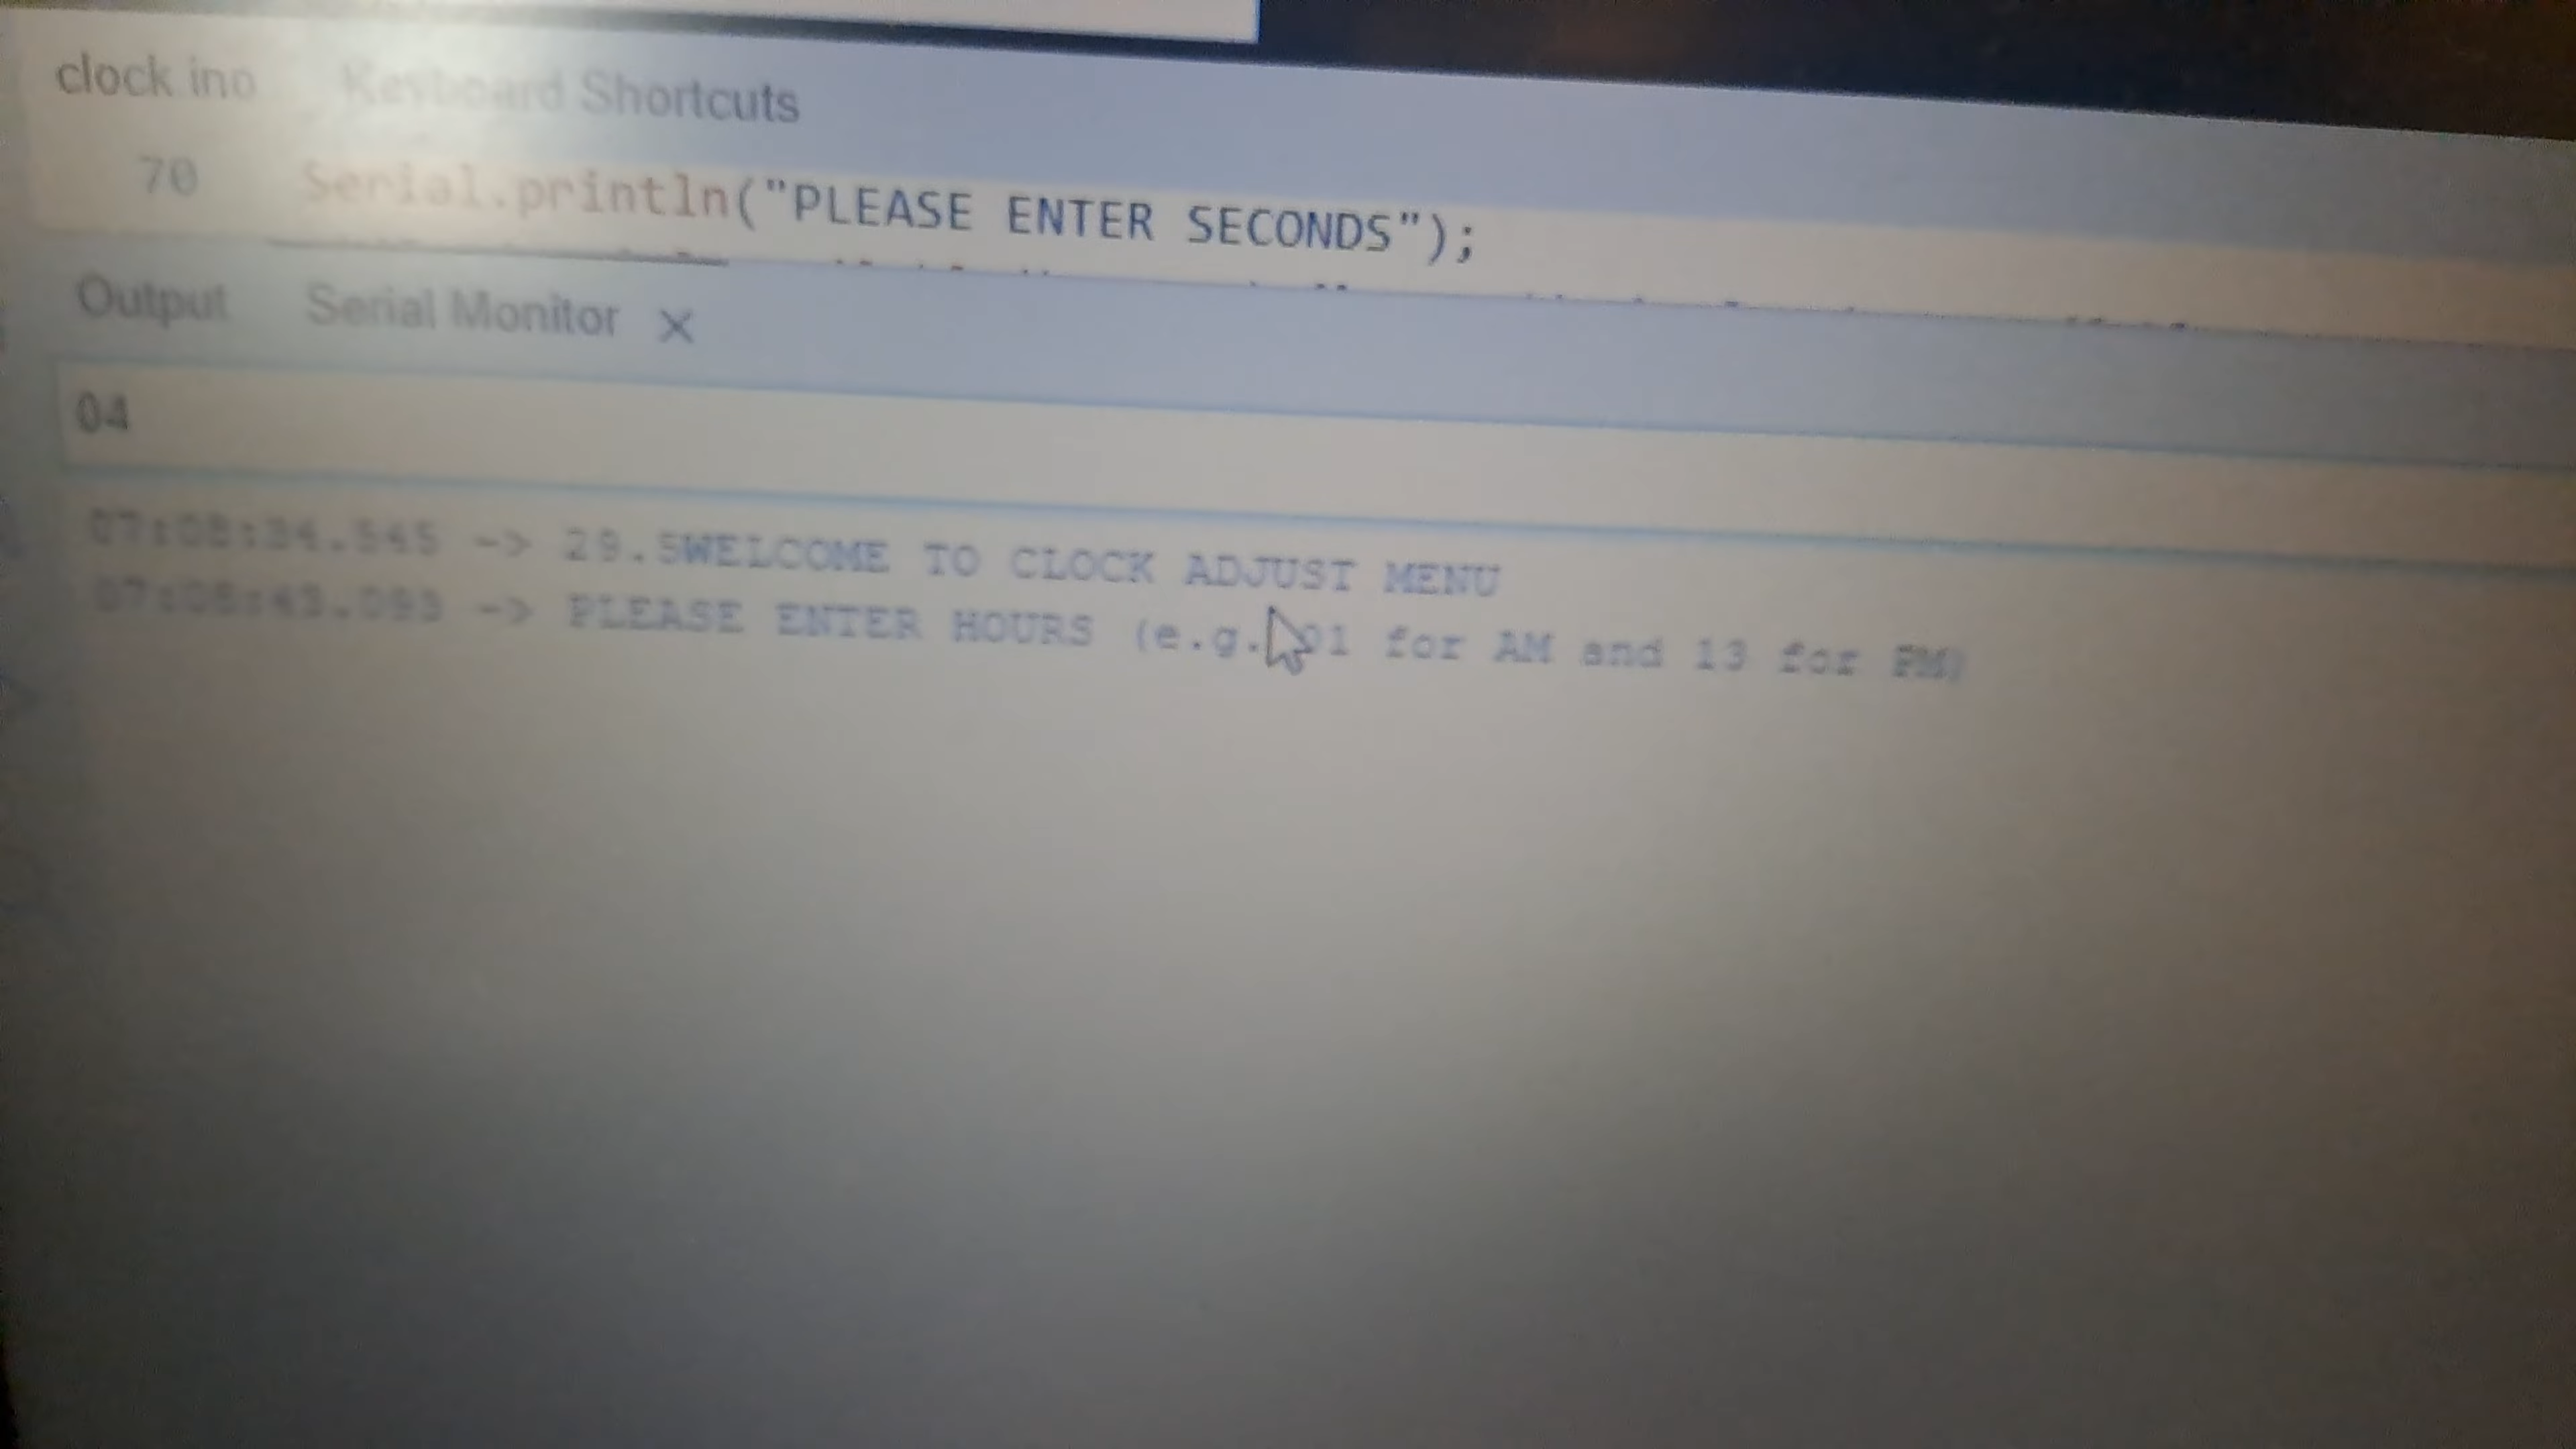 clock ino Keyboard Shortcuts
70 Serial.println("PLEASE ENTER SECONDS");
Output Serial Monitor X
04
-> 29.5WELCOME TO CLOCK ADJUST MENU
-> PLEASE ENTER HOURS (e.g. 01 for AM and 13 for PM)